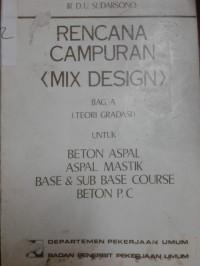 IR D.U. SUDARSONO
RENCANA
CAMPURAN
<MIX DESIGN>
BAG. A
(TEORI GRADASI)
UNTUK
BETON ASPAL
ASPAL MASTIK
BASE & SUB BASE COURSE
BETON P.C
DEPARTEMEN PEKERJAAN UMUM
BADAN PENERBIT PEKERJAAN UMUM